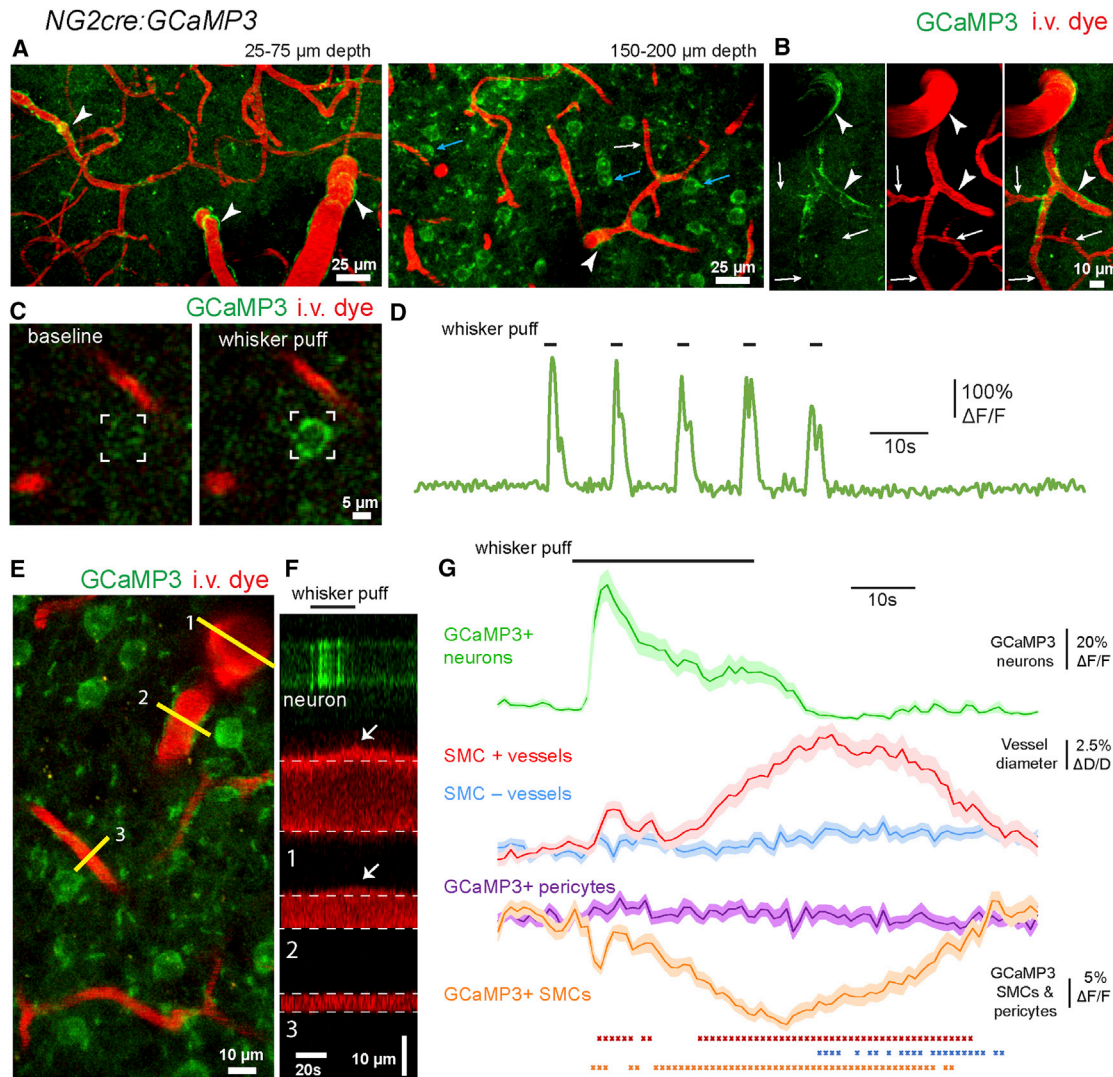 NG2cre:GCaMP3
GCaMP3 i.v. dye
A
25-75 µm depth
150-200 µm depth
B
25 µm
25 µm
10 µm
GCaMP3 i.v. dye
C
baseline
whisker puff
5 µm
D
whisker puff
100%
ΔF/F
10s
E
GCaMP3 i.v. dye
1
2
3
10 µm
F
whisker puff
neuron
1
2
3
20s
10 µm
G
whisker puff
10s
GCaMP3+
neurons
GCaMP3
neurons
20%
ΔF/F
SMC + vessels
SMC – vessels
Vessel
diameter
2.5%
ΔD/D
GCaMP3+ pericytes
GCaMP3+ SMCs
GCaMP3
SMCs &
pericytes
5%
ΔF/F